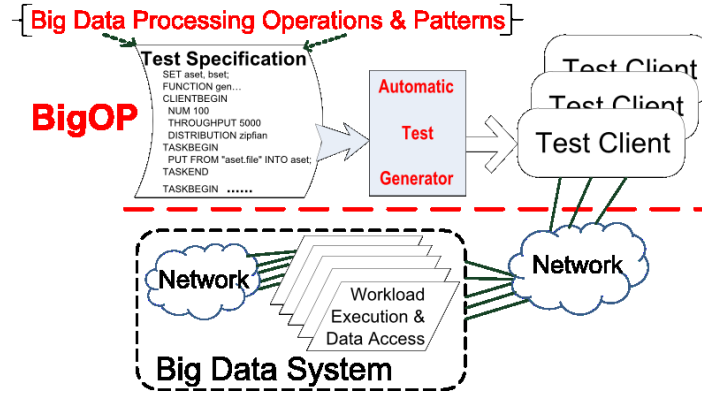 Big Data Processing Operations & Patterns
Test Specification
SET aset, bset;
FUNCTION gen...
CLIENTBEGIN
NUM 100
THROUGHPUT 5000
DISTRIBUTION zipfian
TASKBEGIN
PUT FROM "aset.file" INTO aset;
TASKEND
TASKBEGIN ......
BigOP
Automatic
Test
Generator
Test Client
Test Client
Test Client
Network
Network
Workload
Execution &
Data Access
Big Data System